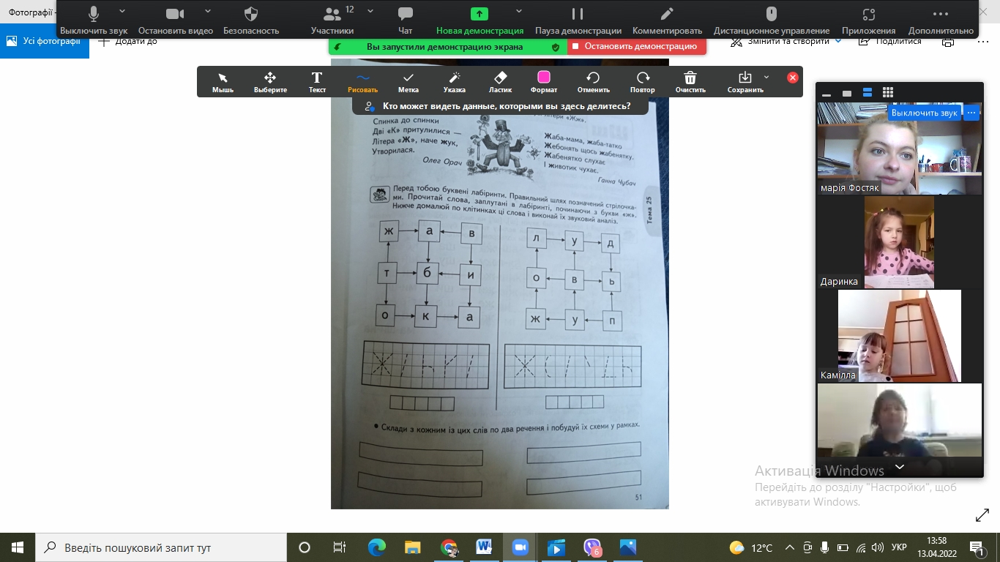 Фотографії -
Выключить звук
Остановить видео
Безопасность
12
Участники
Чат
Новая демонстрация
Пауза демонстрации
Комментировать
Дистанционное управление
Приложения
Дополнительно
Усі фотографії
Додати до
Вы запустили демонстрацию экрана
Остановить демонстрацию
Змінити та створити
Поділитися
Мышь
Выберите
Текст
Рисовать
Метка
Указка
Ластик
Формат
Отменить
Повтор
Очистить
Сохранить
Кто может видеть данные, которыми вы здесь делитесь?
літери «Жж».
Спинка до спинки
Дві «К» притулилися —
Літера «Ж», наче жук,
Утворилася.
Олег Орач
Жаба-мама, жаба-татко
Жебонять щось жабенятку.
Жабенятко слухає
І животик чухає.
Ганна Чубач
Тема 25
Перед тобою буквені лабіринти. Правильний шлях позначений стрілочка-
ми. Прочитай слова, заплутані в лабіринті, починаючи з букви «ж».
Нижче домалюй по клітинках ці слова і виконай їх звуковий аналіз.
ж а в
т б и
о к а
л у д
о в ь
ж у п
• Склади з кожним із цих слів по два речення і побудуй їх схеми у рамках.
51
Выключить звук
марія Фостяк
Даринка
Камілла
Активація Windows
Перейдіть до розділу "Настройки", щоб
активувати Windows.
Введіть пошуковий запит тут
6
12°C
УКР
13:58
13.04.2022
1